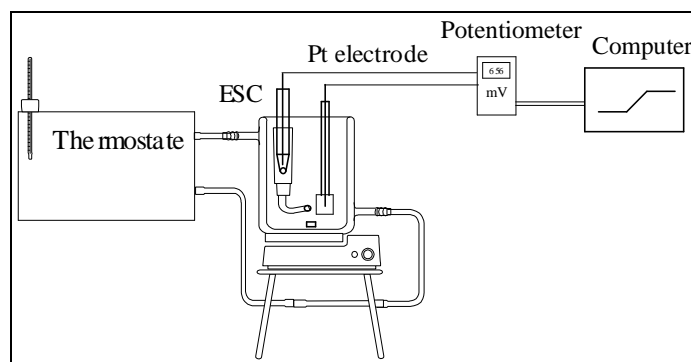 Potentiometer
Computer
Pt electrode
656
ESC
mV
The rmostate